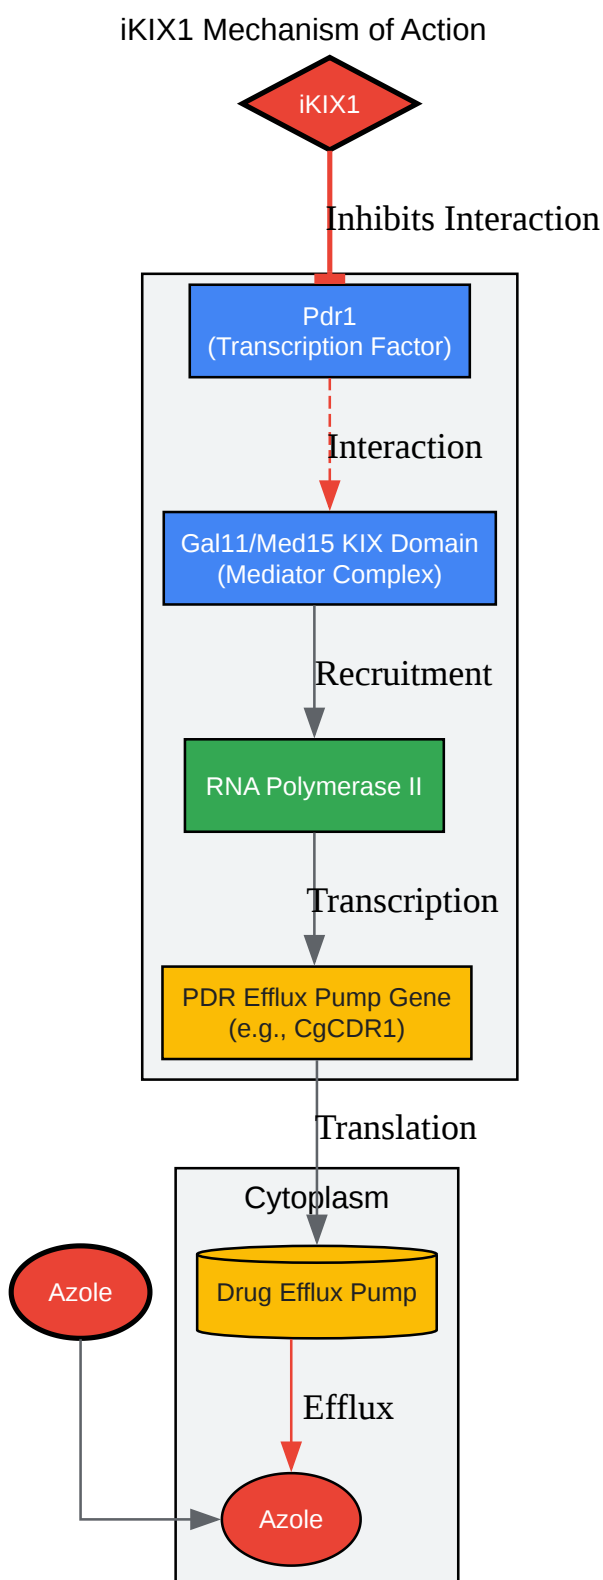 iKIX1 Mechanism of Action
iKIX1
Inhibits Interaction
Pdr1
(Transcription Factor)
Interaction
Gal11/Med15 KIX Domain
(Mediator Complex)
Recruitment
RNA Polymerase II
Transcription
PDR Efflux Pump Gene
(e.g., CgCDR1)
Translation
Cytoplasm
Azole
Drug Efflux Pump
Efflux
Azole